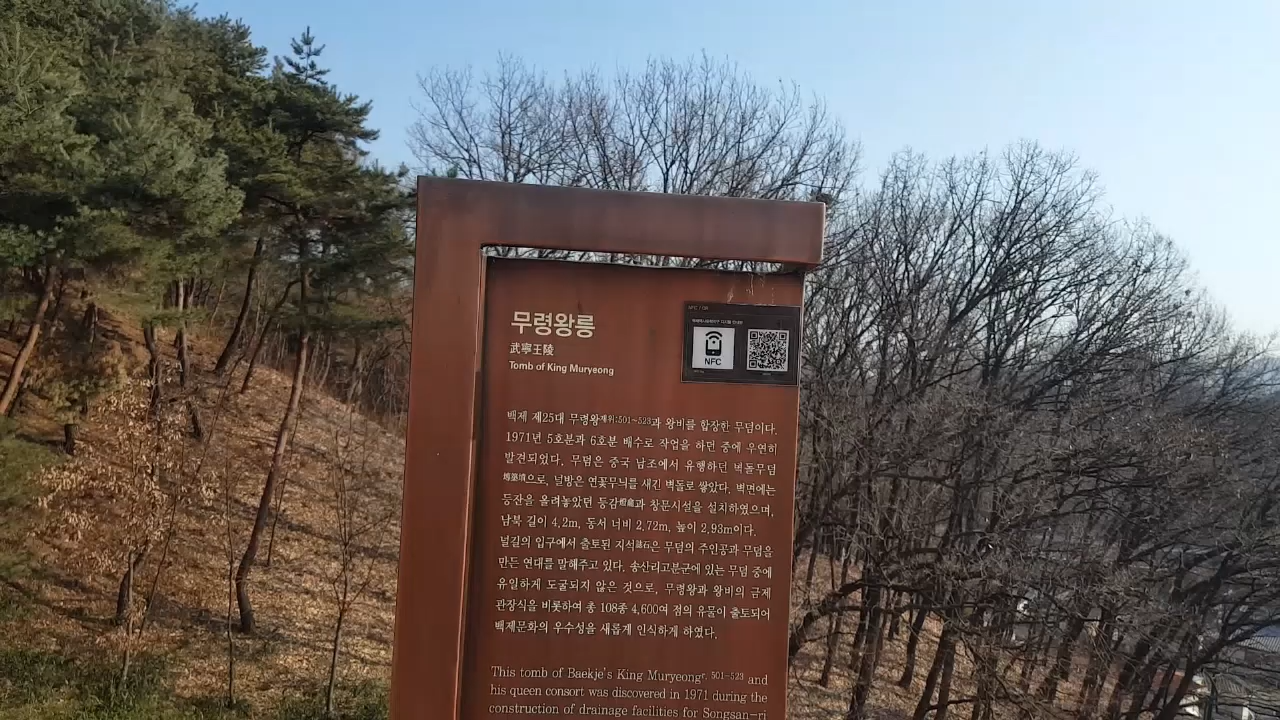 무령왕릉
武寧王陵
Tomb of King Muryeong
NFC
백제 제25대 무령왕재위:501~523과 왕비를 합장한 무덤이다.
1971년 5호분과 6호분 배수로 작업을 하던 중에 우연히
발견되었다. 무덤은 중국 남조에서 유행하던 벽돌무덤
塼築墳으로, 널방은 연꽃무늬를 새긴 벽돌로 쌓았다. 벽면에는
등잔을 올려놓았던 등감燈龕과 창문시설을 설치하였으며,
남북 길이 4.2m, 동서 너비 2.72m, 높이 2.93m이다.
널길의 입구에서 출토된 지석誌石은 무덤의 주인공과 무덤을
만든 연대를 말해주고 있다. 송산리고분군에 있는 무덤 중에
유일하게 도굴되지 않은 것으로, 무령왕과 왕비의 금제
관장식을 비롯하여 총 108종 4,600여 점의 유물이 출토되어
백제문화의 우수성을 새롭게 인식하게 하였다.
This tomb of Baekje's King Muryeongr. 501-523 and
his queen consort was discovered in 1971 during the
construction of drainage facilities for Songsan-ri